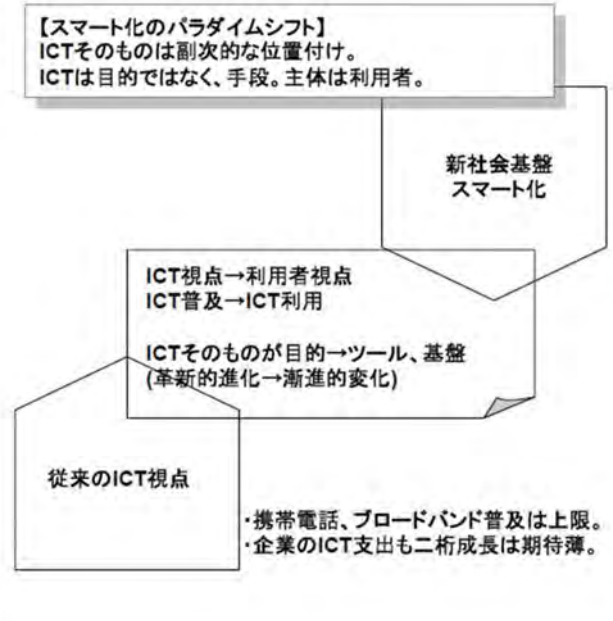 【スマート化のパラダイムシフト】
ICTそのものは副次的な位置付け。
ICTは目的ではなく、手段。主体は利用者。
新社会基盤
スマート化
ICT視点→利用者視点
ICT普及→ICT利用
ICTそのものが目的→ツール、基盤
(革新的進化→漸進的変化)
従来のICT視点
・携帯電話、ブロードバンド普及は上限。
・企業のICT支出も二桁成長は期待薄。